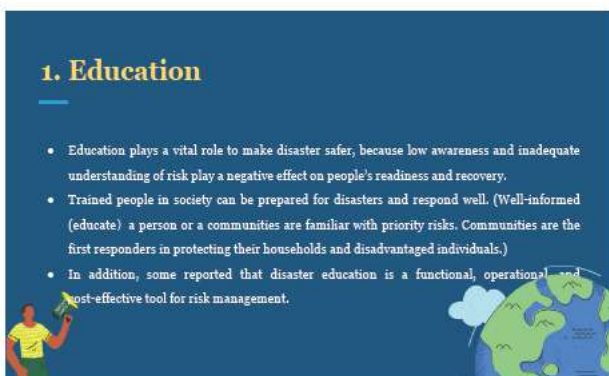 1. Education
● Education plays a vital role to make disaster safer, because low awareness and inadequate
understanding of risk play a negative effect on people's readiness and recovery.
● Trained people in society can be prepared for disasters and respond well. (Well-informed
(educate) a person or a communities are familiar with priority risks. Communities are the
first responders in protecting their households and disadvantaged individuals.)
● In addition, some reported that disaster education is a functional, operational, and
cost-effective tool for risk management.